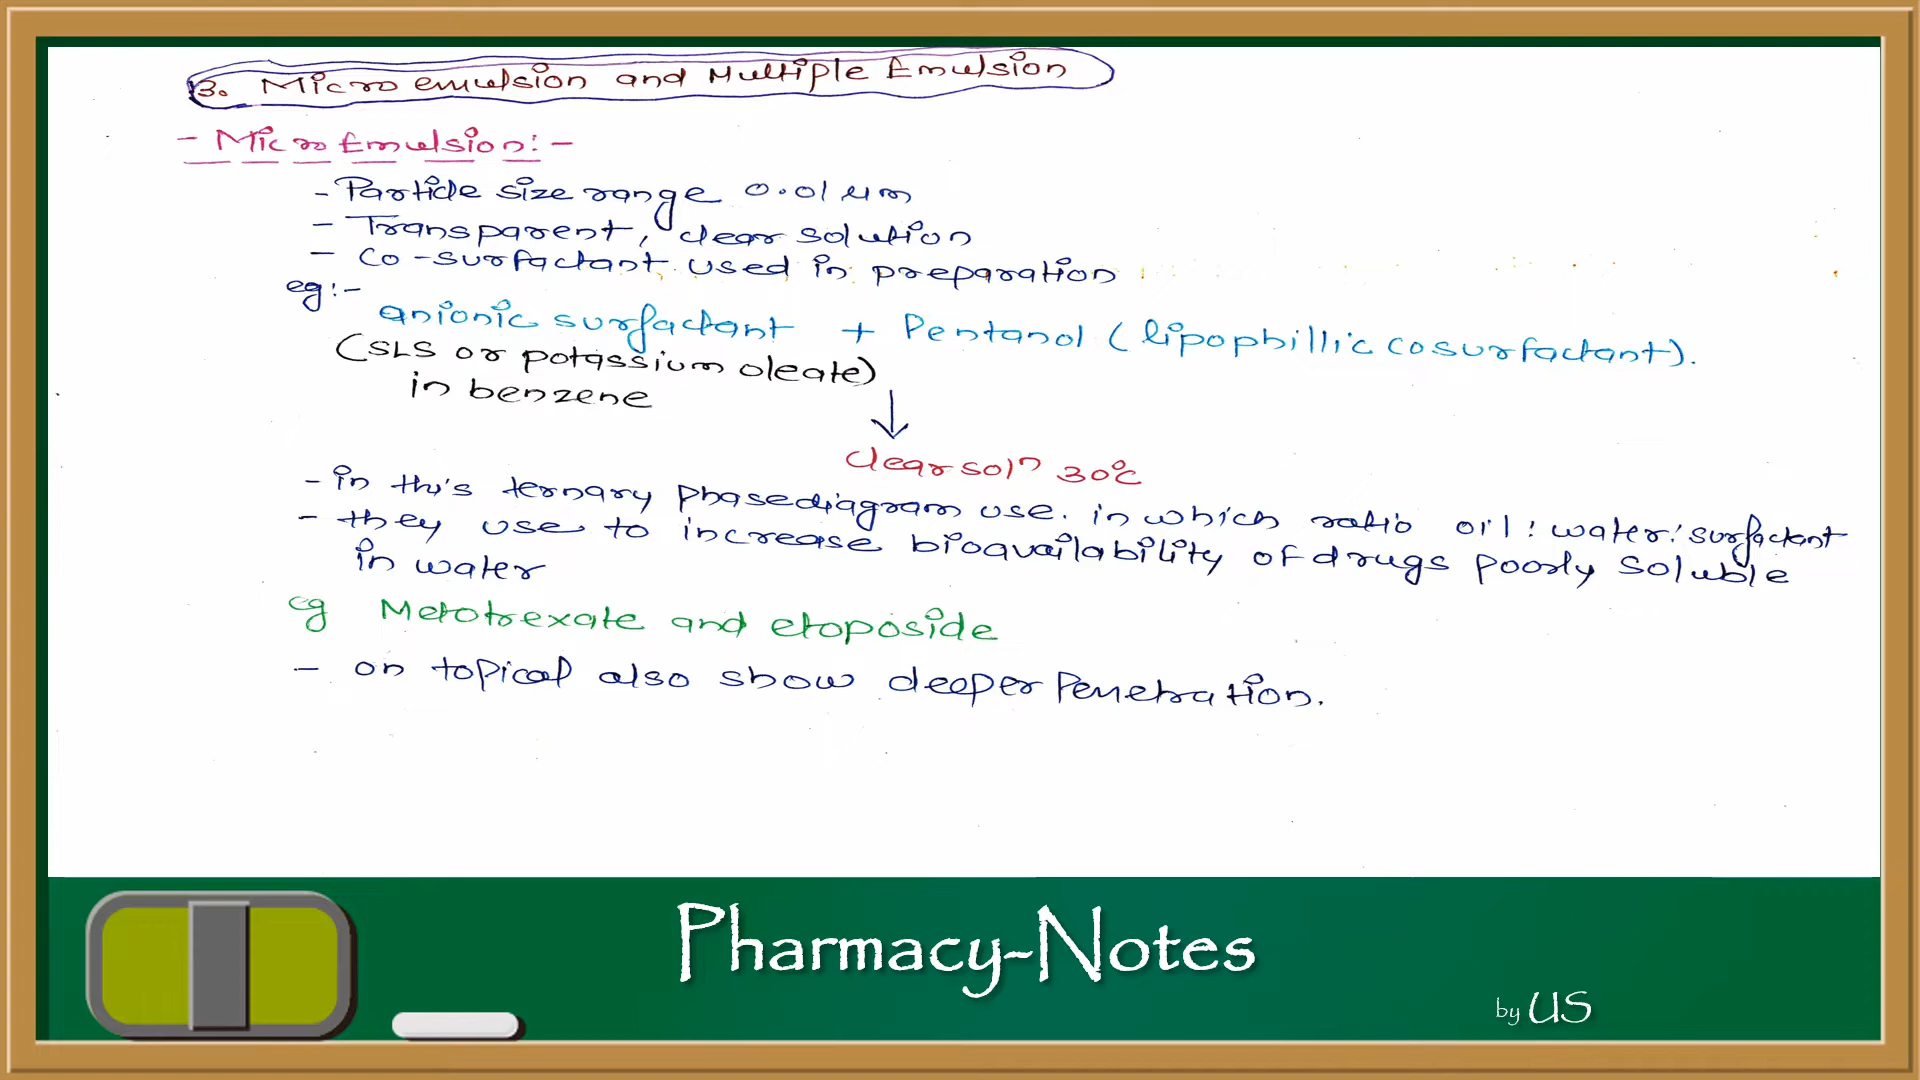 3. Micro emulsion and Multiple Emulsion
- Micro Emulsion:-
- Particle size range 0.01 µm
- Transparent, clear solution
- Co-surfactant used in preparation
eg:-
anionic surfactant + Pentanol (lipophillic cosurfactant).
(SLS or potassium oleate)
in benzene
↓
clear solⁿ 30°C
- in this ternary phase diagram use. in which ratio oil : water : surfactant
- they use to increase bioavailability of drugs poorly soluble
in water
eg Metotrexate and etoposide
- on topical also show deeper Penetration.
Pharmacy-Notes
by US